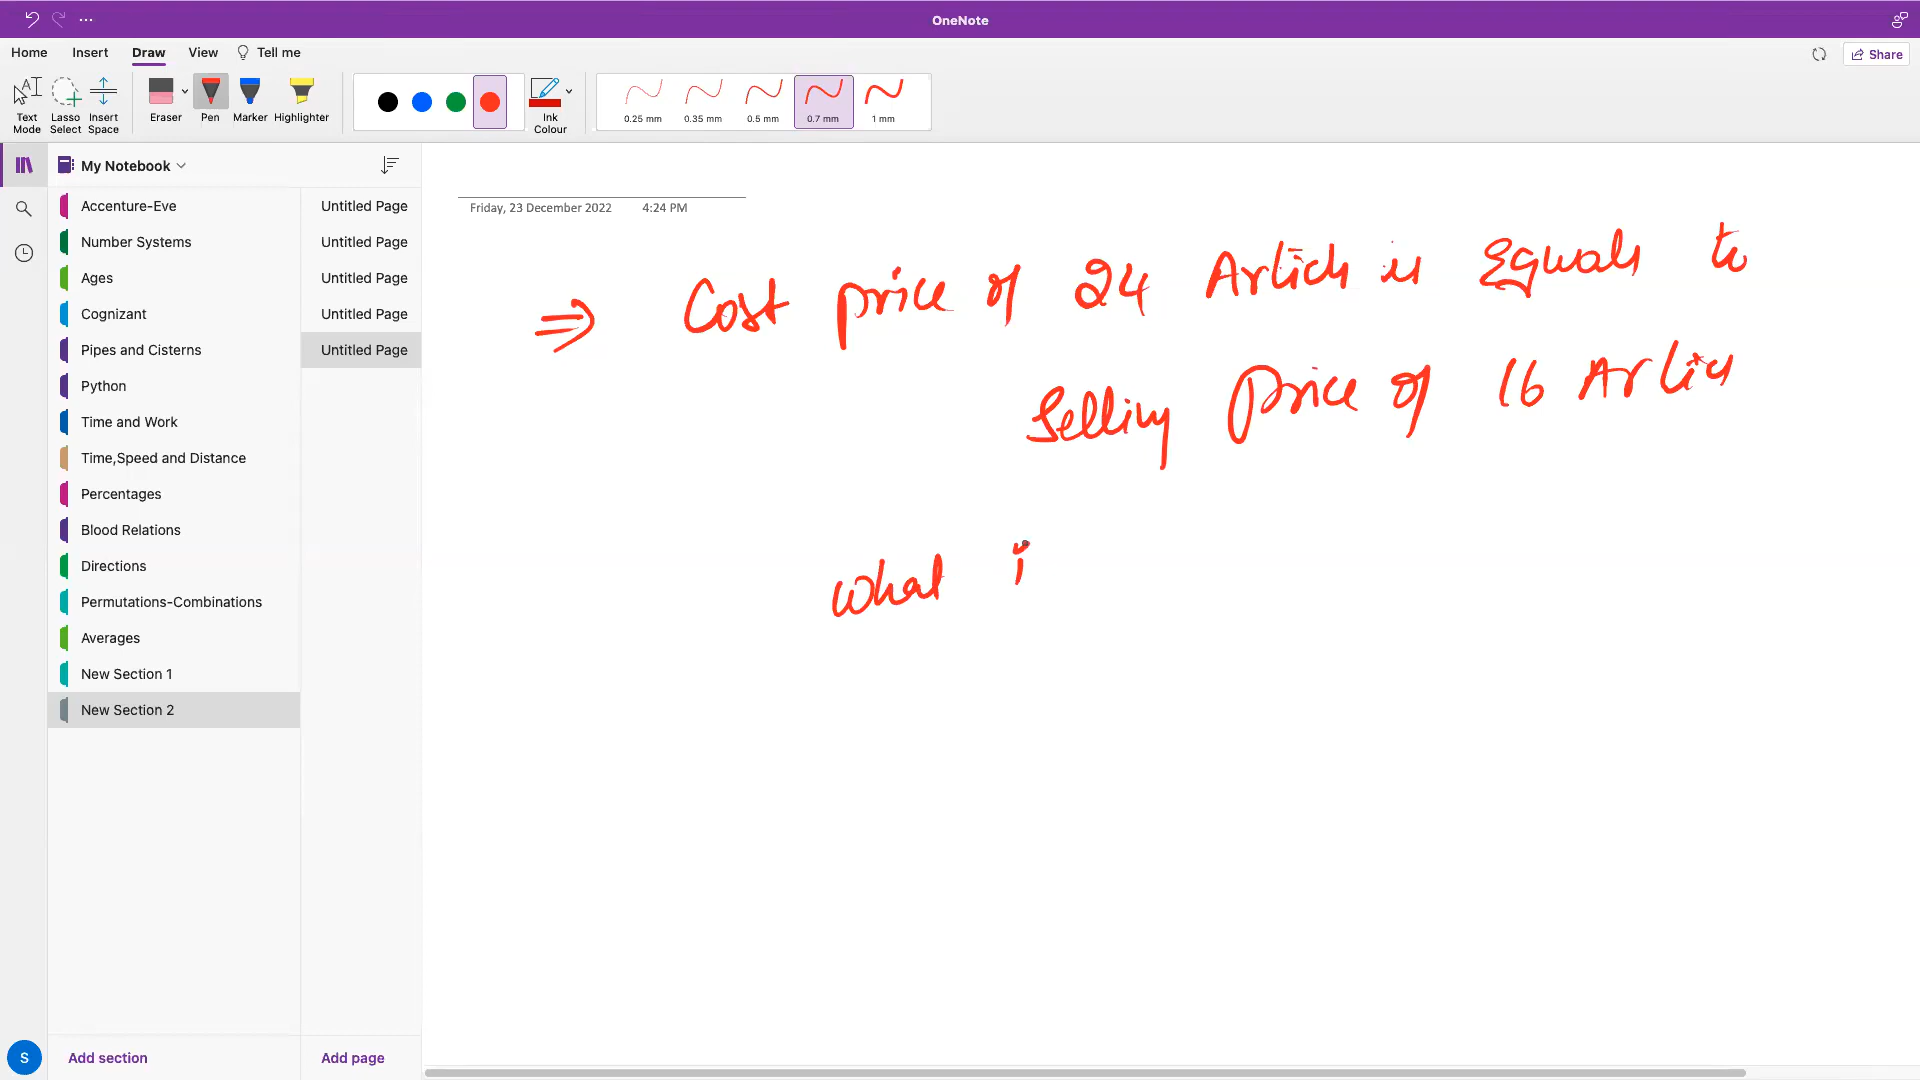 OneNote
Home Insert Draw View Tell me
Share
Text Mode
Lasso Select
Insert Space
Eraser
Pen
Marker
Highlighter
Ink Colour
0.25 mm
0.35 mm
0.5 mm
0.7 mm
1 mm
My Notebook
Accenture-Eve
Number Systems
Ages
Cognizant
Pipes and Cisterns
Python
Time and Work
Time,Speed and Distance
Percentages
Blood Relations
Directions
Permutations-Combinations
Averages
New Section 1
New Section 2
Add section
S
Untitled Page
Untitled Page
Untitled Page
Untitled Page
Untitled Page
Add page
Friday, 23 December 2022 4:24 PM
⇒ Cost price of 24 Articles is Equals to
Selling Price of 16 Articles
What i